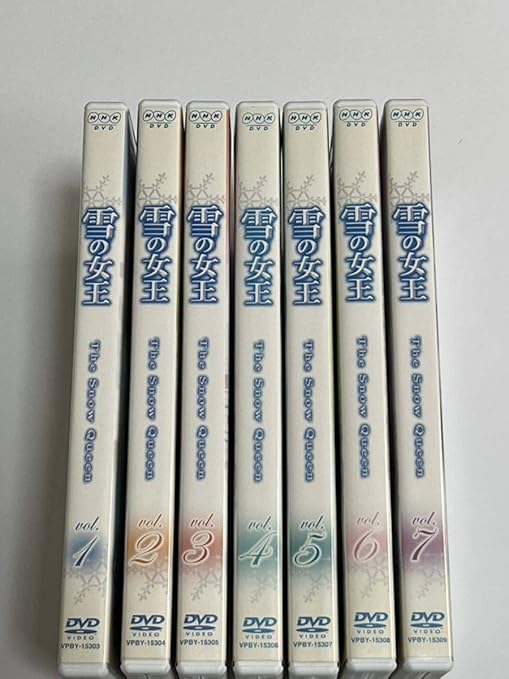 NHK
DVD
雪の女王
The Snow Queen
vol.
1
DVD
VIDEO
VPBY-15303
NHK
DVD
雪の女王
The Snow Queen
vol.
2
DVD
VIDEO
VPBY-15304
NHK
DVD
雪の女王
The Snow Queen
vol.
3
DVD
VIDEO
VPBY-15305
NHK
DVD
雪の女王
The Snow Queen
vol.
4
DVD
VIDEO
VPBY-15306
NHK
DVD
雪の女王
The Snow Queen
vol.
5
DVD
VIDEO
VPBY-15307
NHK
DVD
雪の女王
The Snow Queen
vol.
6
DVD
VIDEO
VPBY-15308
NHK
DVD
雪の女王
The Snow Queen
vol.
7
DVD
VIDEO
VPBY-15309